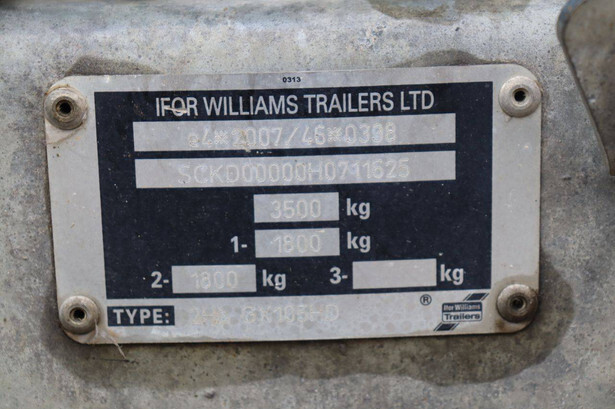 0313
IFOR WILLIAMS TRAILERS LTD
e4*2007/46*0398
SCKD00000H0711625
3500 kg
1- 1800 kg
2- 1800 kg 3- kg
®
TYPE:
Ifor Williams
Trailers